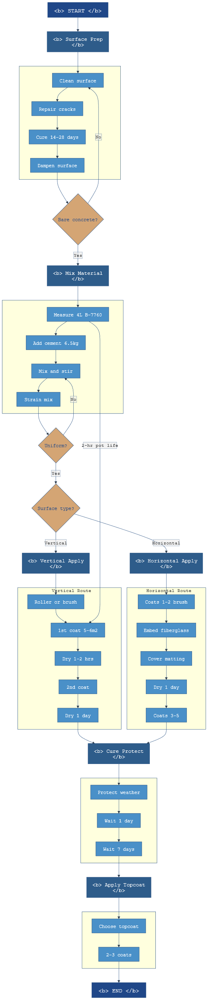 <b> START </b>
<b> Surface Prep
</b>
Clean surface
Repair cracks
Cure 14-28 days
No
Dampen surface
Bare concrete?
Yes
<b> Mix Material
</b>
Measure 4L B-7760
Add cement 6.5kg
Mix and stir
Strain mix
No
Uniform?
2-hr pot life
Yes
Surface type?
Vertical
Horizontal
<b> Vertical Apply
</b>
<b> Horizontal Apply
</b>
Vertical Route
Roller or brush
1st coat 5-6m2
Dry 1-2 hrs
2nd coat
Dry 1 day
Horizontal Route
Coats 1-2 brush
Embed fiberglass
Cover matting
Dry 1 day
Coats 3-5
<b> Cure Protect
</b>
Protect weather
Wait 1 day
Wait 7 days
<b> Apply Topcoat
</b>
Choose topcoat
2-3 coats
<b> END </b>